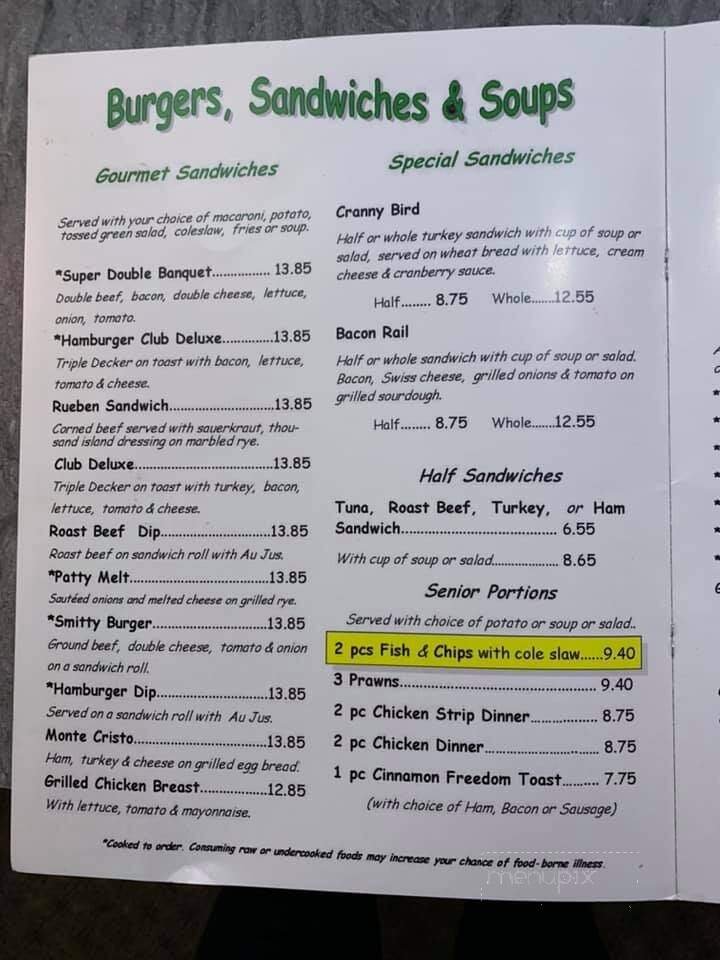 Burgers, Sandwiches & Soups
Gourmet Sandwiches
Served with your choice of macaroni, potato,
tossed green salad, coleslaw, fries or soup.
*Super Double Banquet................ 13.85
Double beef, bacon, double cheese, lettuce,
onion, tomato.
*Hamburger Club Deluxe..............13.85
Triple Decker on toast with bacon, lettuce,
tomato & cheese.
Rueben Sandwich............................13.85
Corned beef served with sauerkraut, thou-
sand island dressing on marbled rye.
Club Deluxe.....................................13.85
Triple Decker on toast with turkey, bacon,
lettuce, tomato & cheese.
Roast Beef Dip.............................13.85
Roast beef on sandwich roll with Au Jus.
*Patty Melt.....................................13.85
Sautéed onions and melted cheese on grilled rye.
*Smitty Burger...............................13.85
Ground beef, double cheese, tomato & onion
on a sandwich roll.
*Hamburger Dip..............................13.85
Served on a sandwich roll with Au Jus.
Monte Cristo....................................13.85
Ham, turkey & cheese on grilled egg bread.
Grilled Chicken Breast..................12.85
With lettuce, tomato & mayonnaise.
Special Sandwiches
Cranny Bird
Half or whole turkey sandwich with cup of soup or
salad, served on wheat bread with lettuce, cream
cheese & cranberry sauce.
Half........ 8.75 Whole.......12.55
Bacon Rail
Half or whole sandwich with cup of soup or salad.
Bacon, Swiss cheese, grilled onions & tomato on
grilled sourdough.
Half........ 8.75 Whole.......12.55
Half Sandwiches
Tuna, Roast Beef, Turkey, or Ham
Sandwich.......................................... 6.55
With cup of soup or salad..................... 8.65
Senior Portions
Served with choice of potato or soup or salad..
2 pcs Fish & Chips with cole slaw......9.40
3 Prawns...................................................... 9.40
2 pc Chicken Strip Dinner.................. 8.75
2 pc Chicken Dinner............................... 8.75
1 pc Cinnamon Freedom Toast.......... 7.75
(with choice of Ham, Bacon or Sausage)
*Cooked to order. Consuming raw or undercooked foods may increase your chance of food-borne illness.
menupix